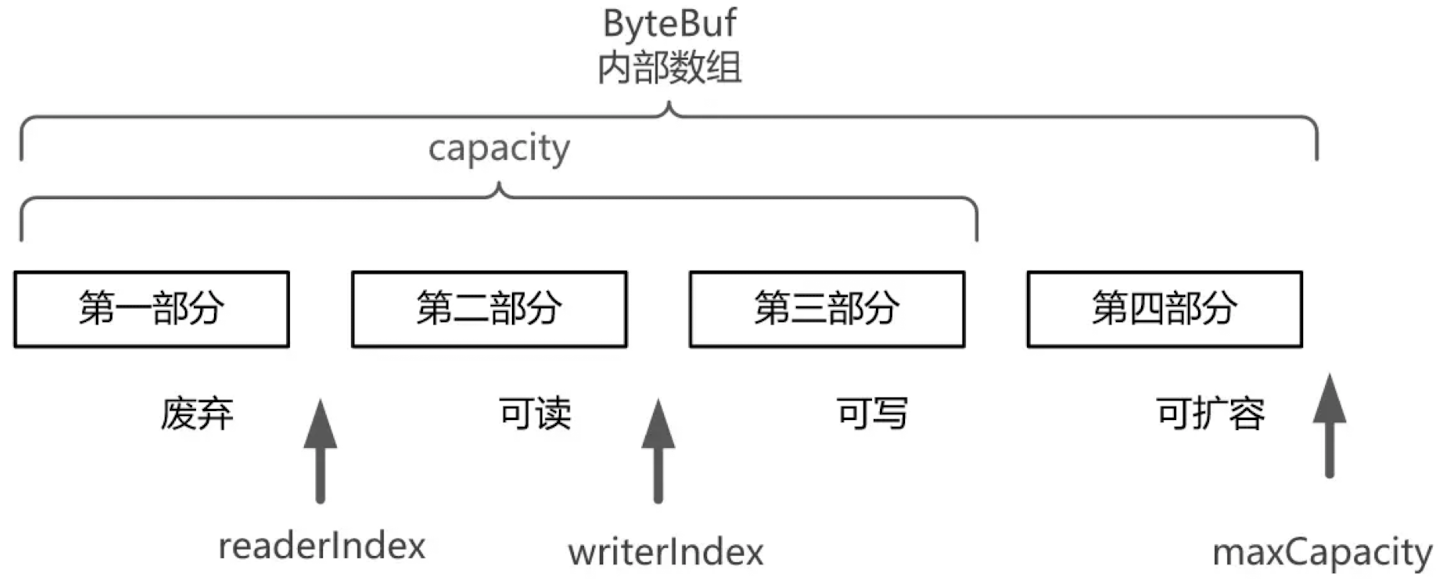 ByteBuf
内部数组
capacity
第一部分
第二部分
第三部分
第四部分
废弃
可读
可写
可扩容
readerIndex
writerIndex
maxCapacity